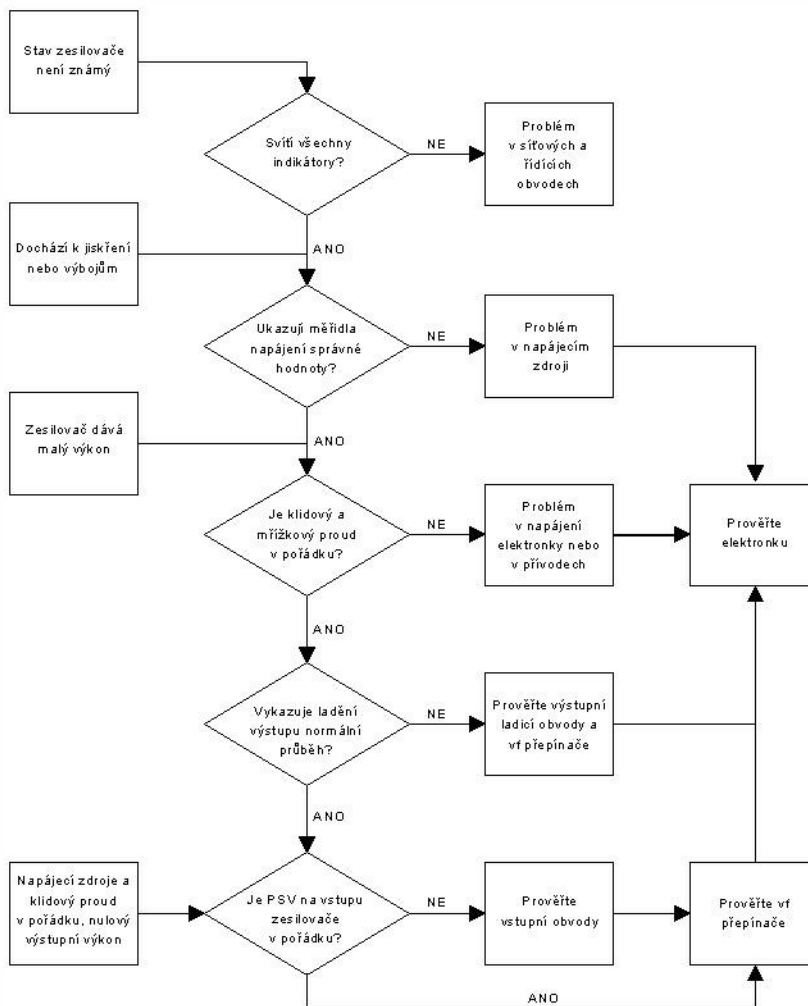 Stav zesilovače
není známý
Svítí všechny
indikátory?
NE
Problém
v síťových a
řídících
obvodech
ANO
Dochází k jiskření
nebo výbojům
Ukazují měřidla
napájení správné
hodnoty?
NE
Problém
v napájecím
zdroji
ANO
Zesilovač dává
malý výkon
Je klidový a
mřížkový proud
v pořádku?
NE
Problém
v napájení
elektronky nebo
v přívodech
Prověřte
elektronku
ANO
Vykazuje ladění
výstupu normální
průběh?
NE
Prověřte výstupní
ladicí obvody a
vf přepínače
ANO
Napájecí zdroje a
klidový proud
v pořádku, nulový
výstupní výkon
Je PSV na vstupu
zesilovače
v pořádku?
NE
Prověřte
vstupní obvody
Prověřte vf
přepínače
ANO